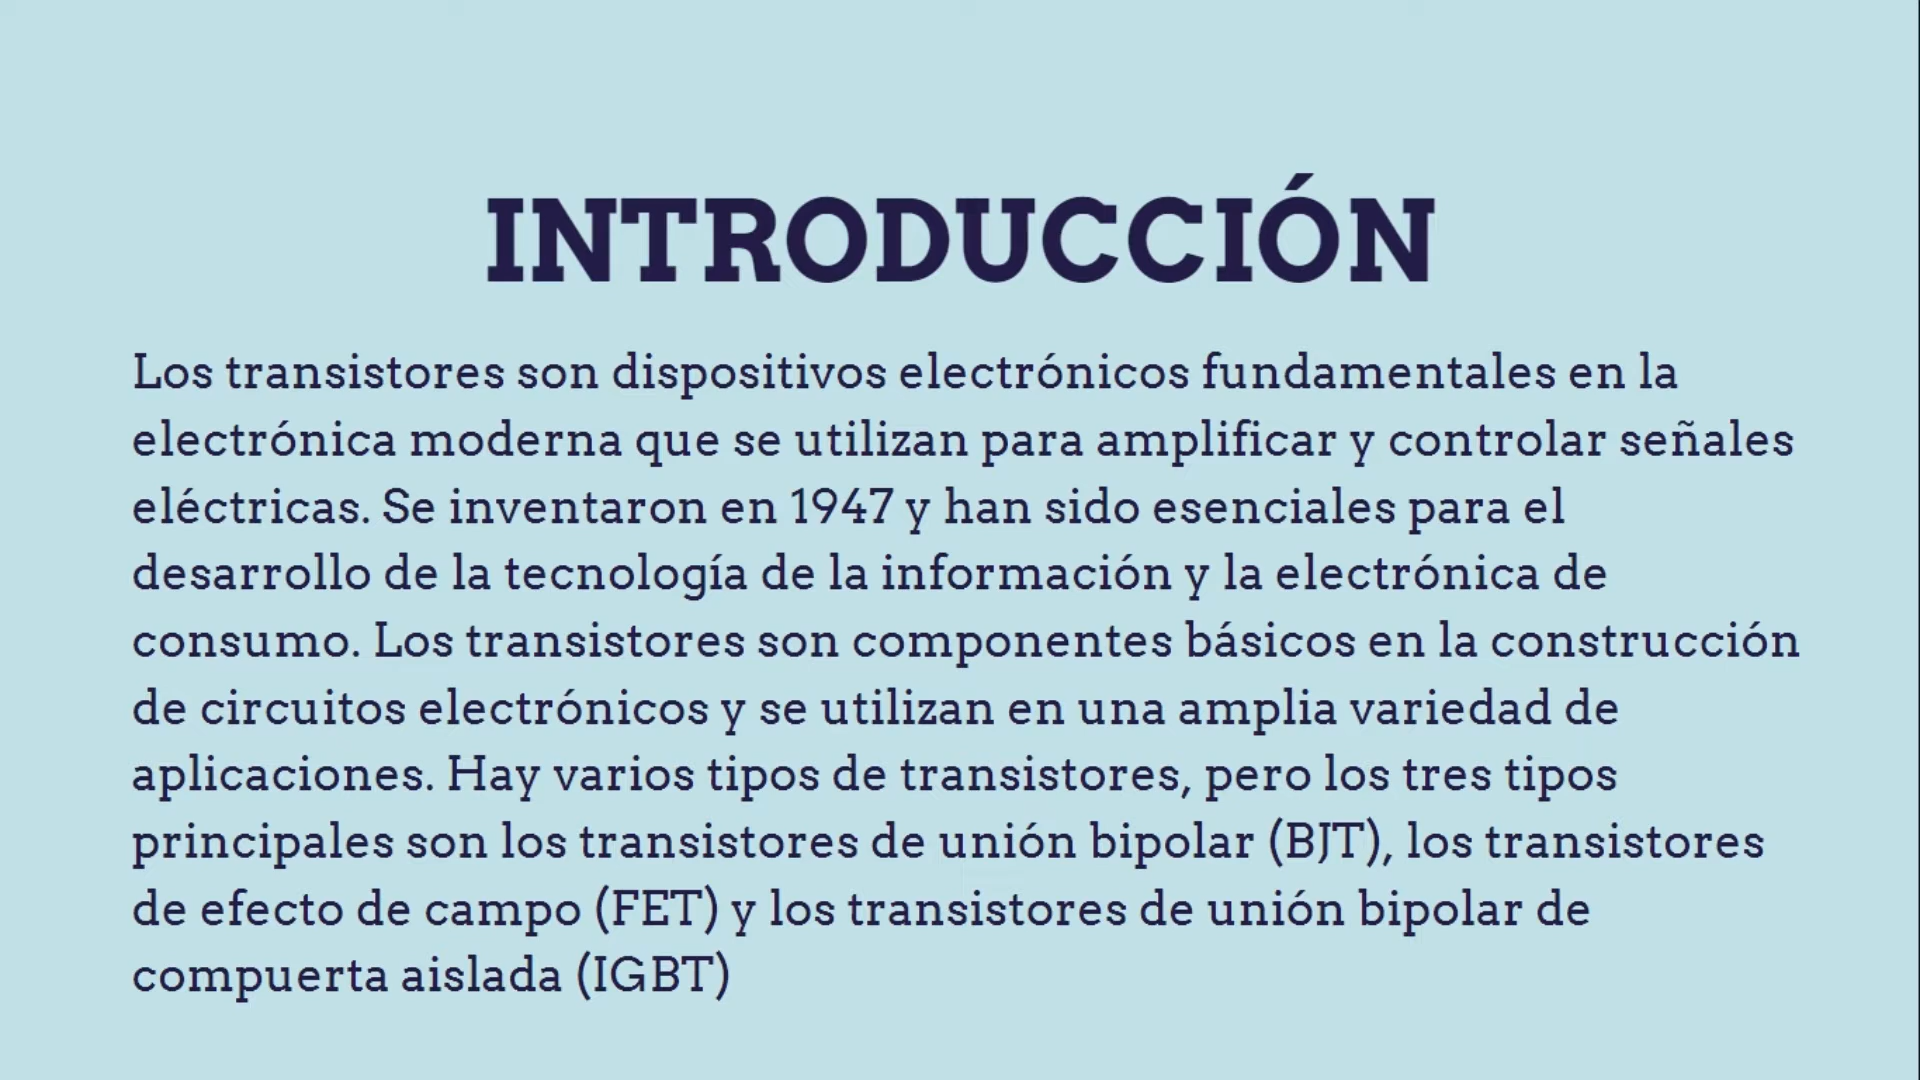 INTRODUCCIÓN
Los transistores son dispositivos electrónicos fundamentales en la
electrónica moderna que se utilizan para amplificar y controlar señales
eléctricas. Se inventaron en 1947 y han sido esenciales para el
desarrollo de la tecnología de la información y la electrónica de
consumo. Los transistores son componentes básicos en la construcción
de circuitos electrónicos y se utilizan en una amplia variedad de
aplicaciones. Hay varios tipos de transistores, pero los tres tipos
principales son los transistores de unión bipolar (BJT), los transistores
de efecto de campo (FET) y los transistores de unión bipolar de
compuerta aislada (IGBT)